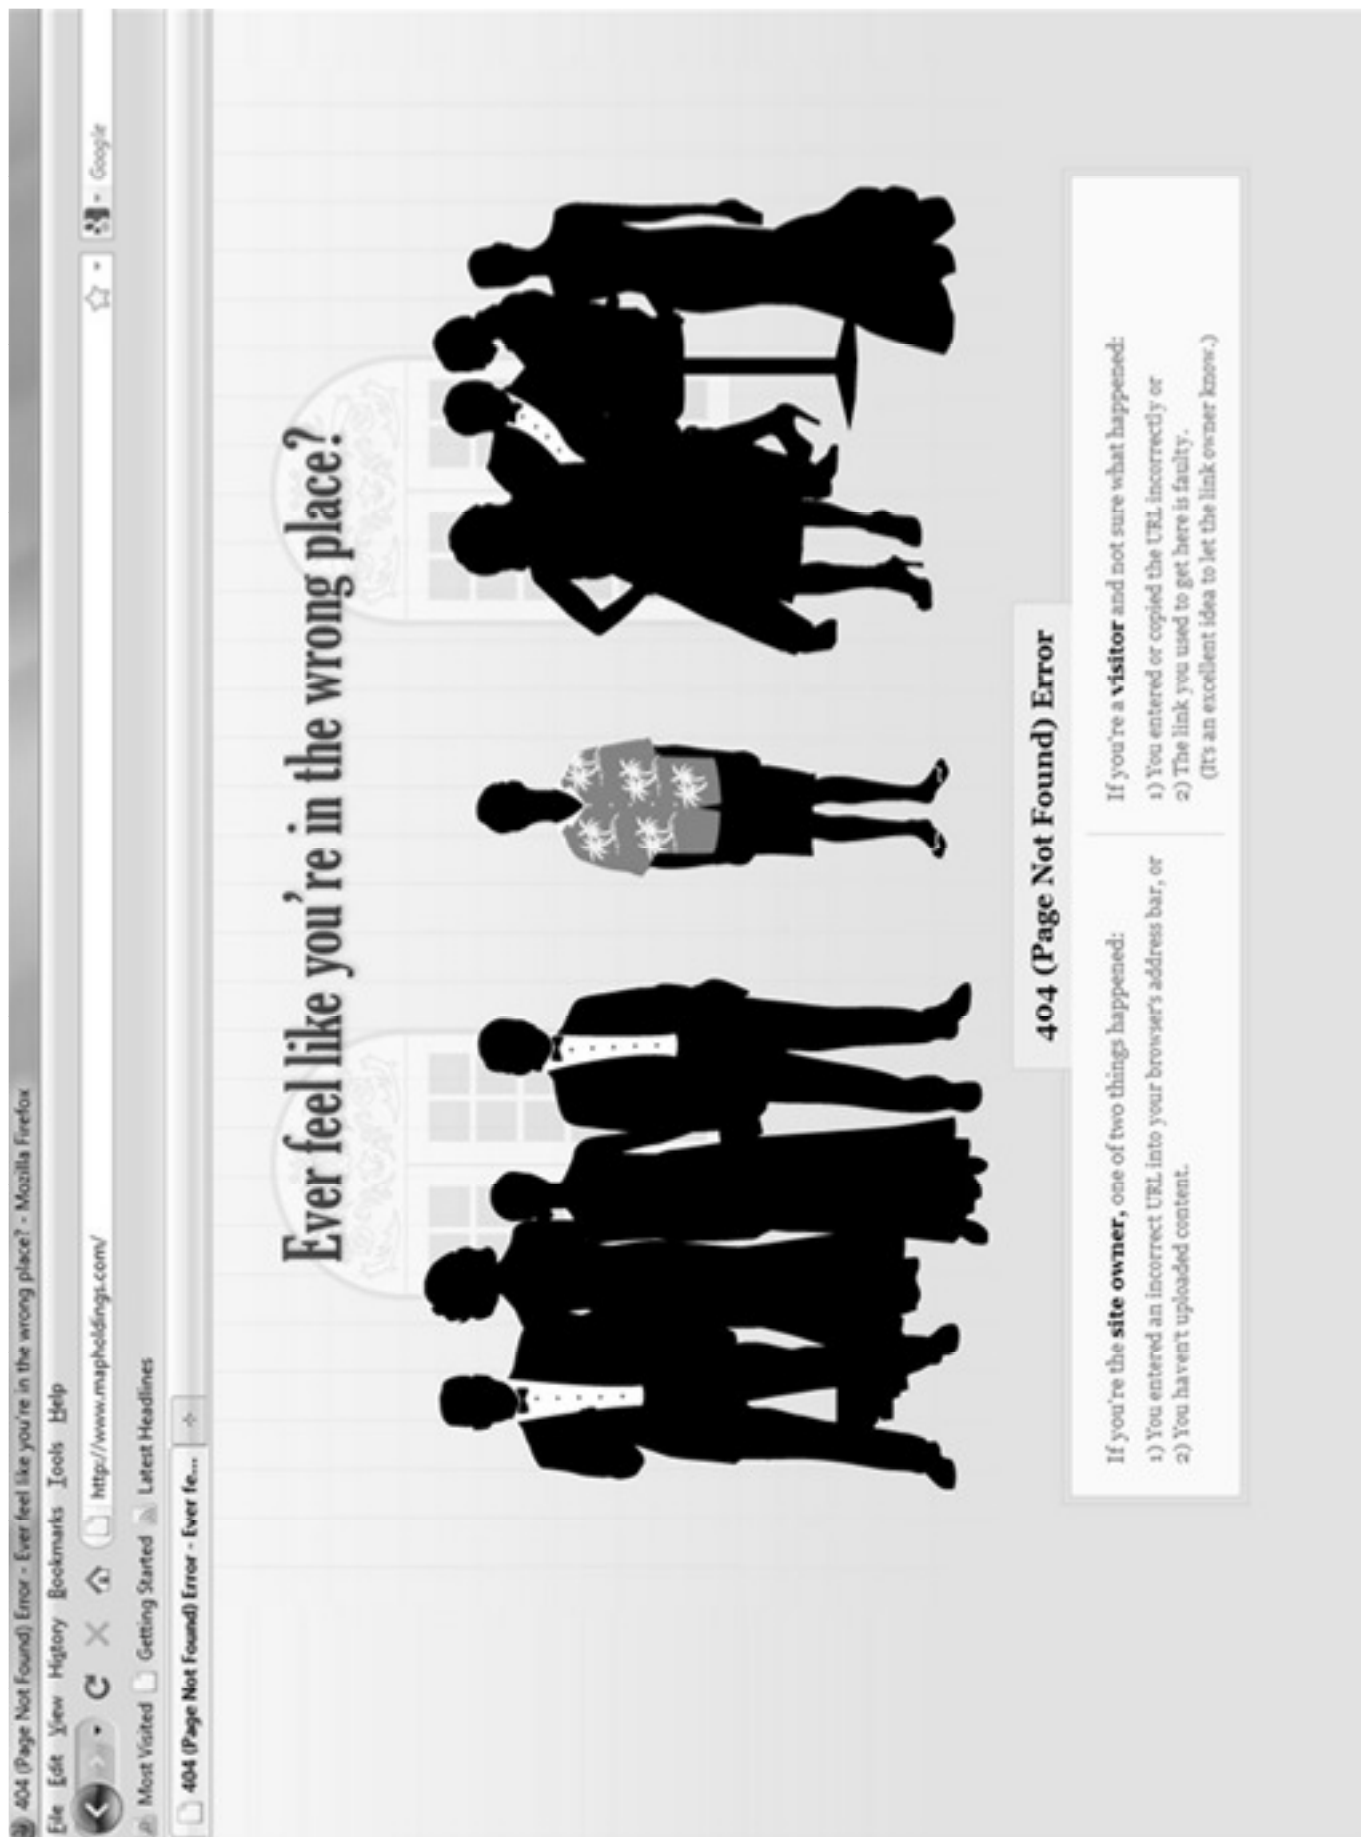 404 (Page Not Found) Error - Ever feel like you're in the wrong place? - Mozilla Firefox
File Edit View History Bookmarks Tools Help
http://www.mapholdings.com/
Google
Most Visited Getting Started Latest Headlines
404 (Page Not Found) Error - Ever fe...
Ever feel like you're in the wrong place?
404 (Page Not Found) Error
If you're the site owner, one of two things happened:
1) You entered an incorrect URL into your browser's address bar, or
2) You haven't uploaded content.
If you're a visitor and not sure what happened:
1) You entered or copied the URL incorrectly or
2) The link you used to get here is faulty.
(It's an excellent idea to let the link owner know.)